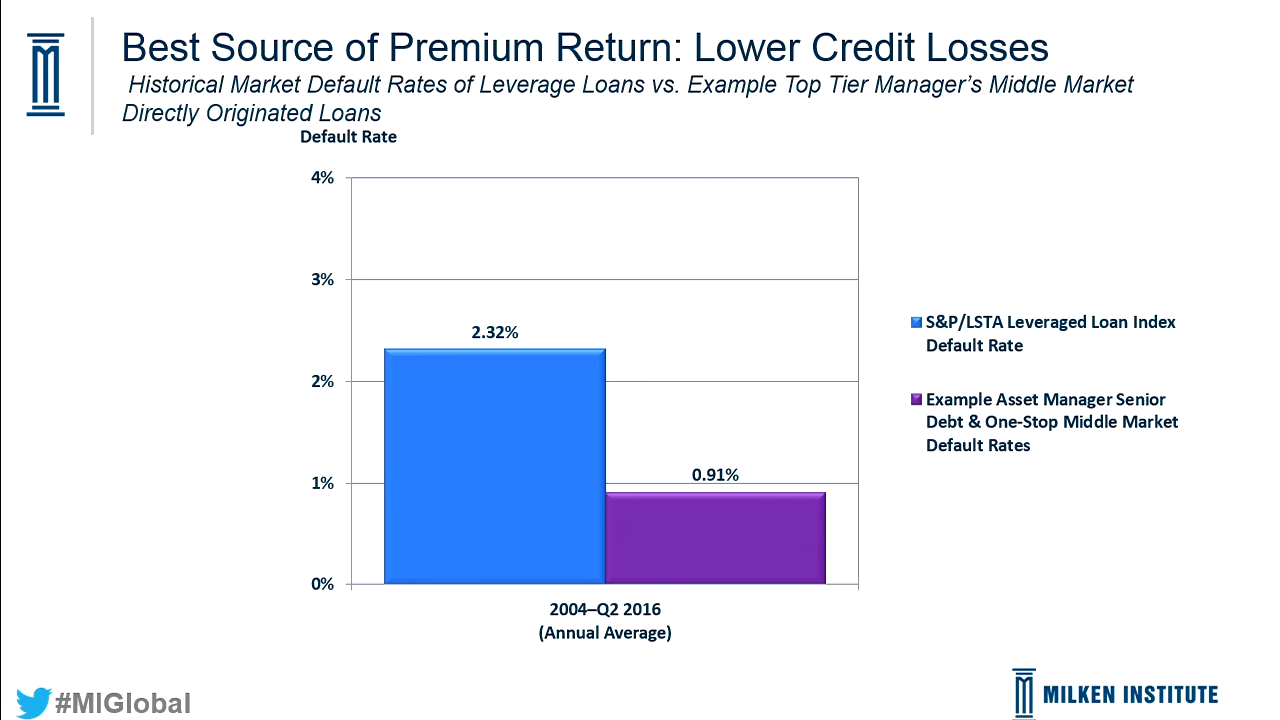 Best Source of Premium Return: Lower Credit Losses
Historical Market Default Rates of Leverage Loans vs. Example Top Tier Manager's Middle Market
Directly Originated Loans
Default Rate
4%
3%
2%
1%
0%
2.32%
0.91%
2004–Q2 2016
(Annual Average)
S&P/LSTA Leveraged Loan Index
Default Rate
Example Asset Manager Senior
Debt & One-Stop Middle Market
Default Rates
#MIGlobal
MILKEN INSTITUTE